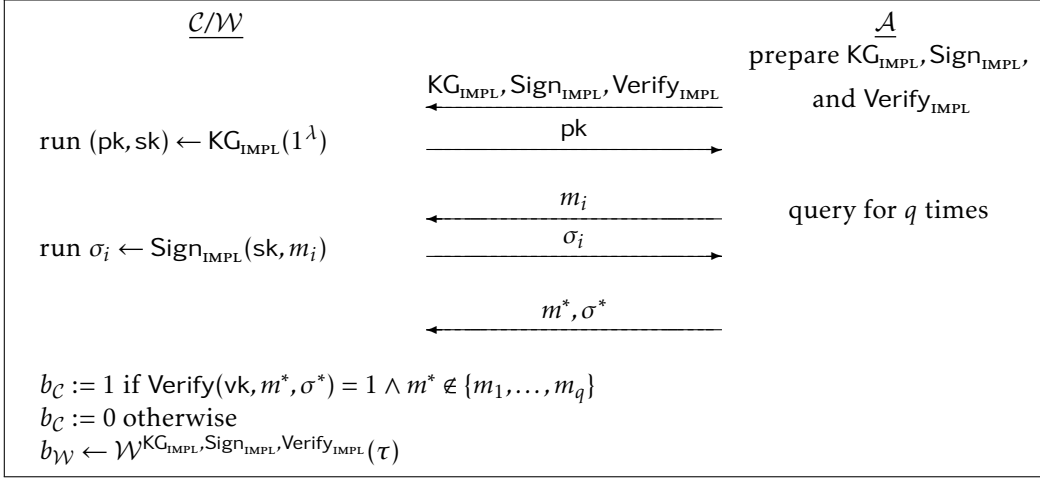 C/W
A
prepare KG_IMPL, Sign_IMPL,
and Verify_IMPL
KG_IMPL, Sign_IMPL, Verify_IMPL
run (pk, sk) ← KG_IMPL(1^λ)
pk
m_i
query for q times
run σ_i ← Sign_IMPL(sk, m_i)
σ_i
m*, σ*
b_C := 1 if Verify(vk, m*, σ*) = 1 ∧ m* ∉ {m_1, ..., m_q}
b_C := 0 otherwise
b_W ← W^{KG_IMPL, Sign_IMPL, Verify_IMPL}(τ)